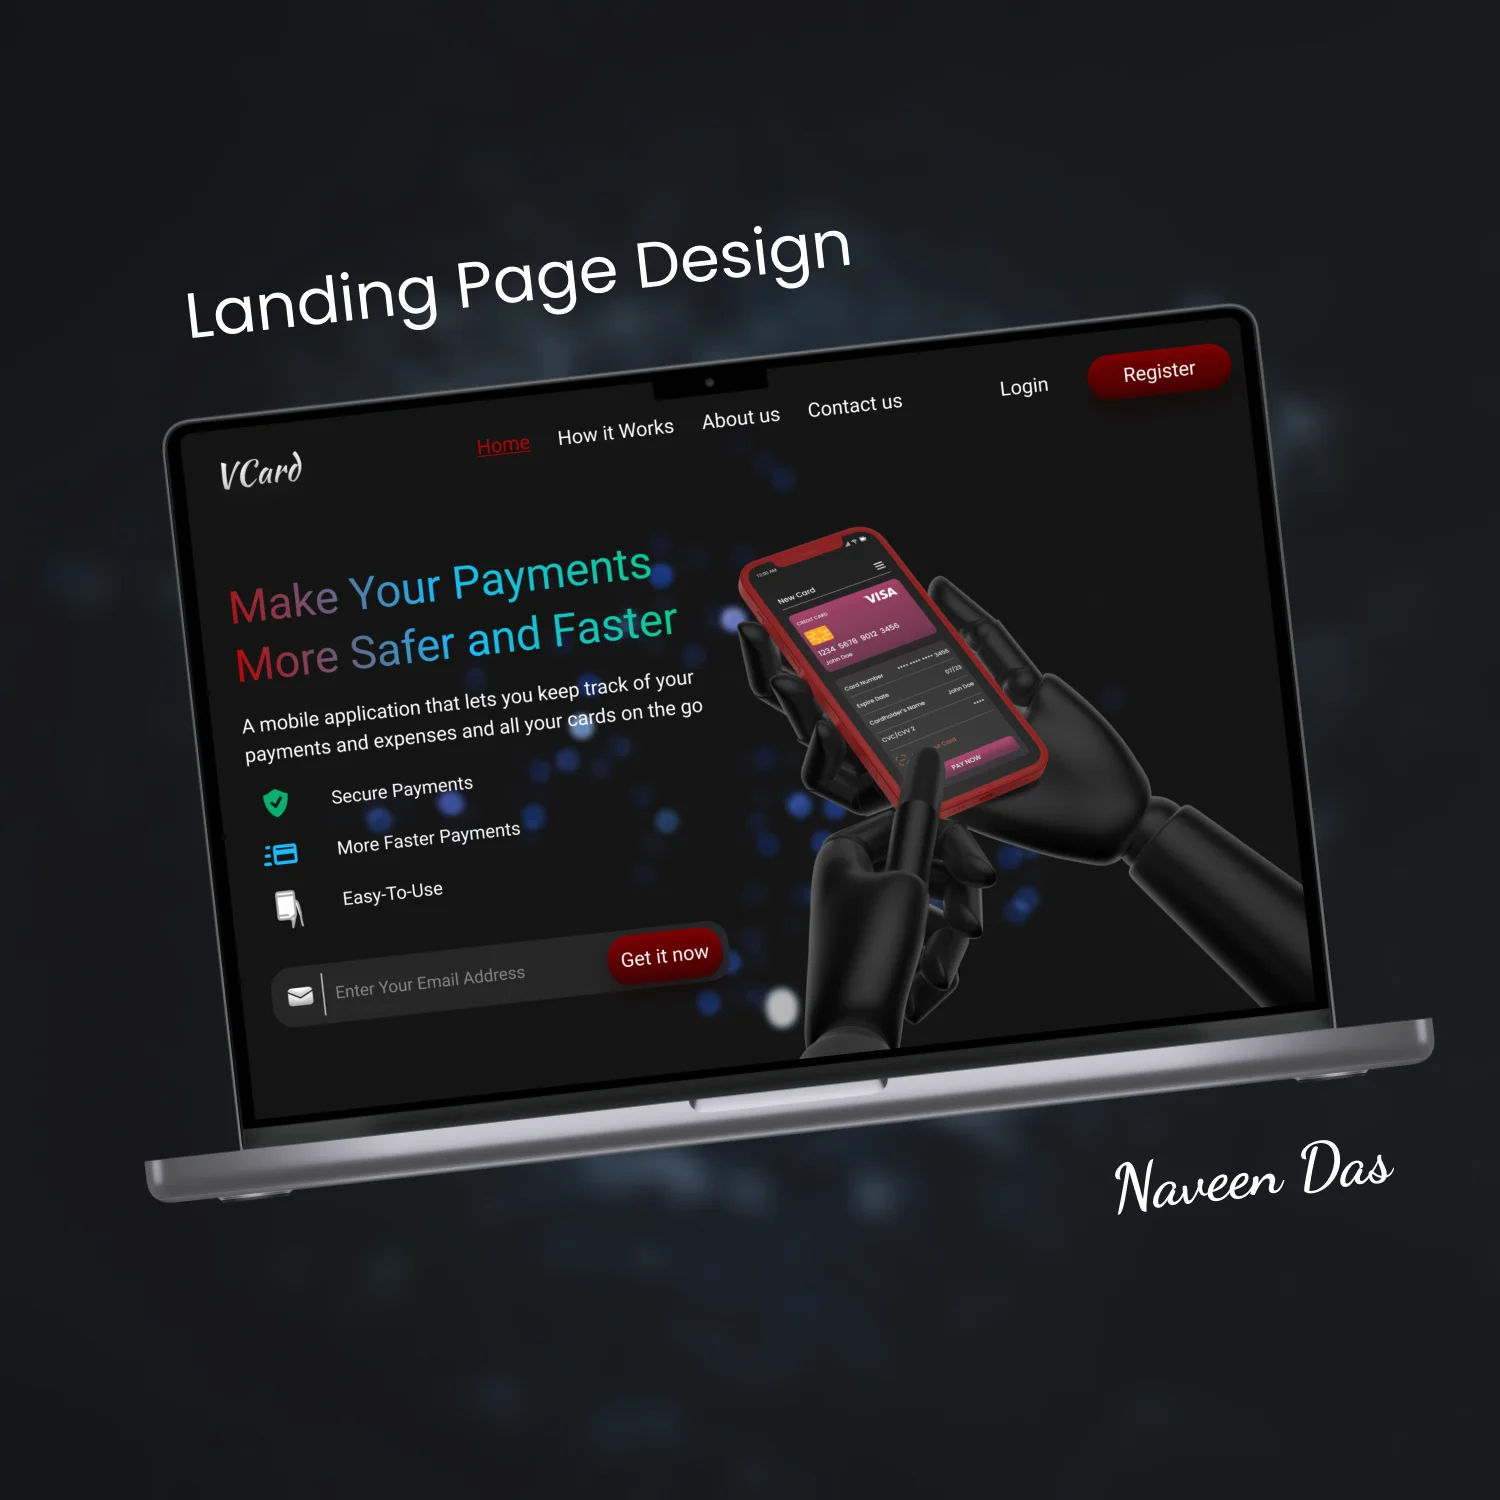 Landing Page Design
VCard
Home
How it Works
About us
Contact us
Login
Register
Make Your Payments
More Safer and Faster
A mobile application that lets you keep track of your
payments and expenses and all your cards on the go
Secure Payments
More Faster Payments
Easy-To-Use
Enter Your Email Address
Get it now
12:00 AM
New Card
CREDIT CARD
VISA
1234 5678 9012 3456
John Doe
Card Number
•••• •••• •••• 3456
Expire Date
07/23
Cardholder's Name
John Doe
CVC/CVV 2
••••
Card
PAY NOW
Naveen Das